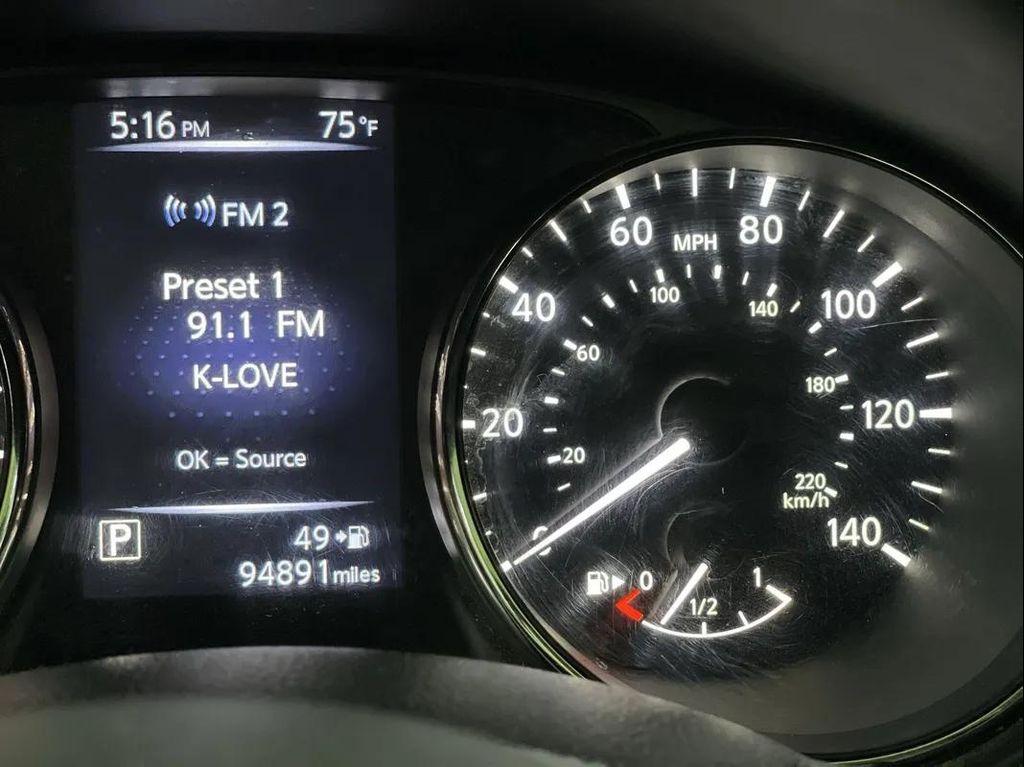 5:16 PM 75°F
FM 2
Preset 1
91.1 FM
K-LOVE
OK = Source
P
49
94891 miles
0
20
40
60
80
100
120
140
MPH
20
60
100
140
180
220
km/h
0
1/2
1